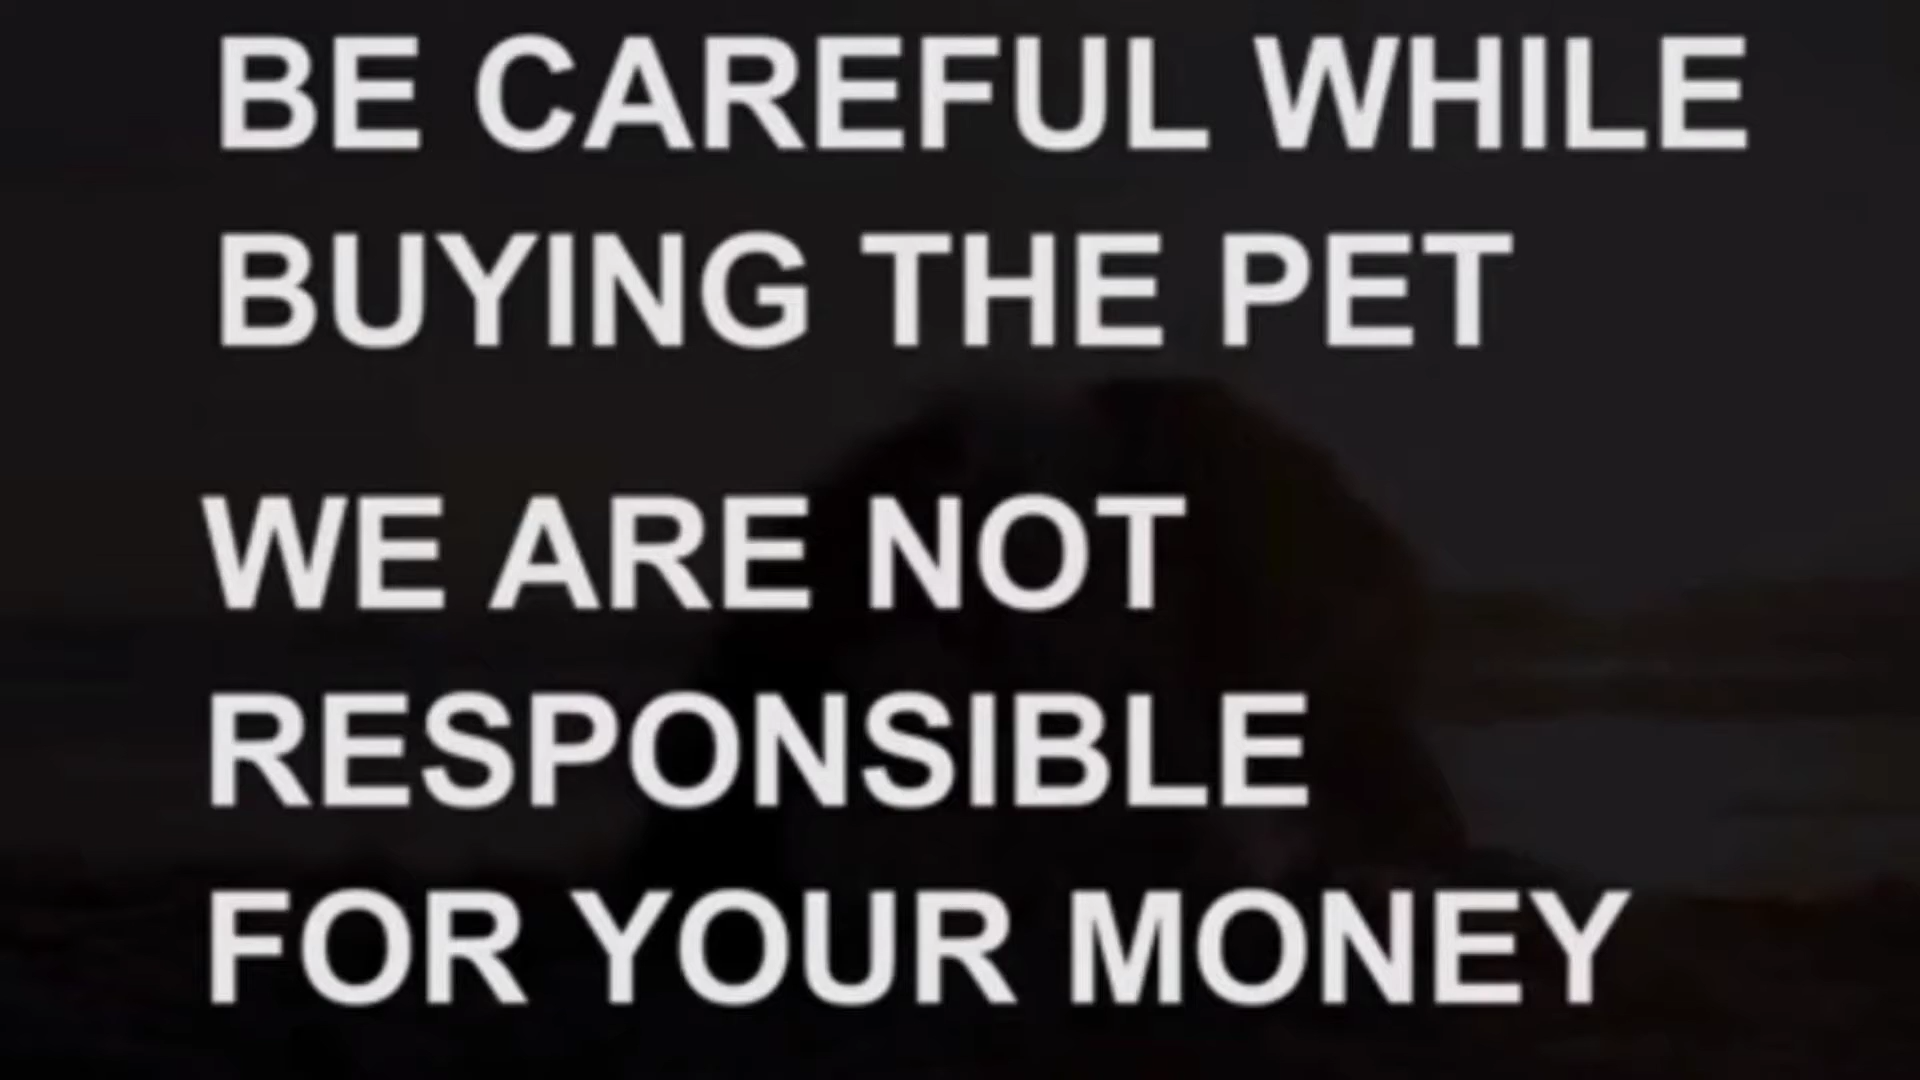 BE CAREFUL WHILE
BUYING THE PET
WE ARE NOT
RESPONSIBLE
FOR YOUR MONEY